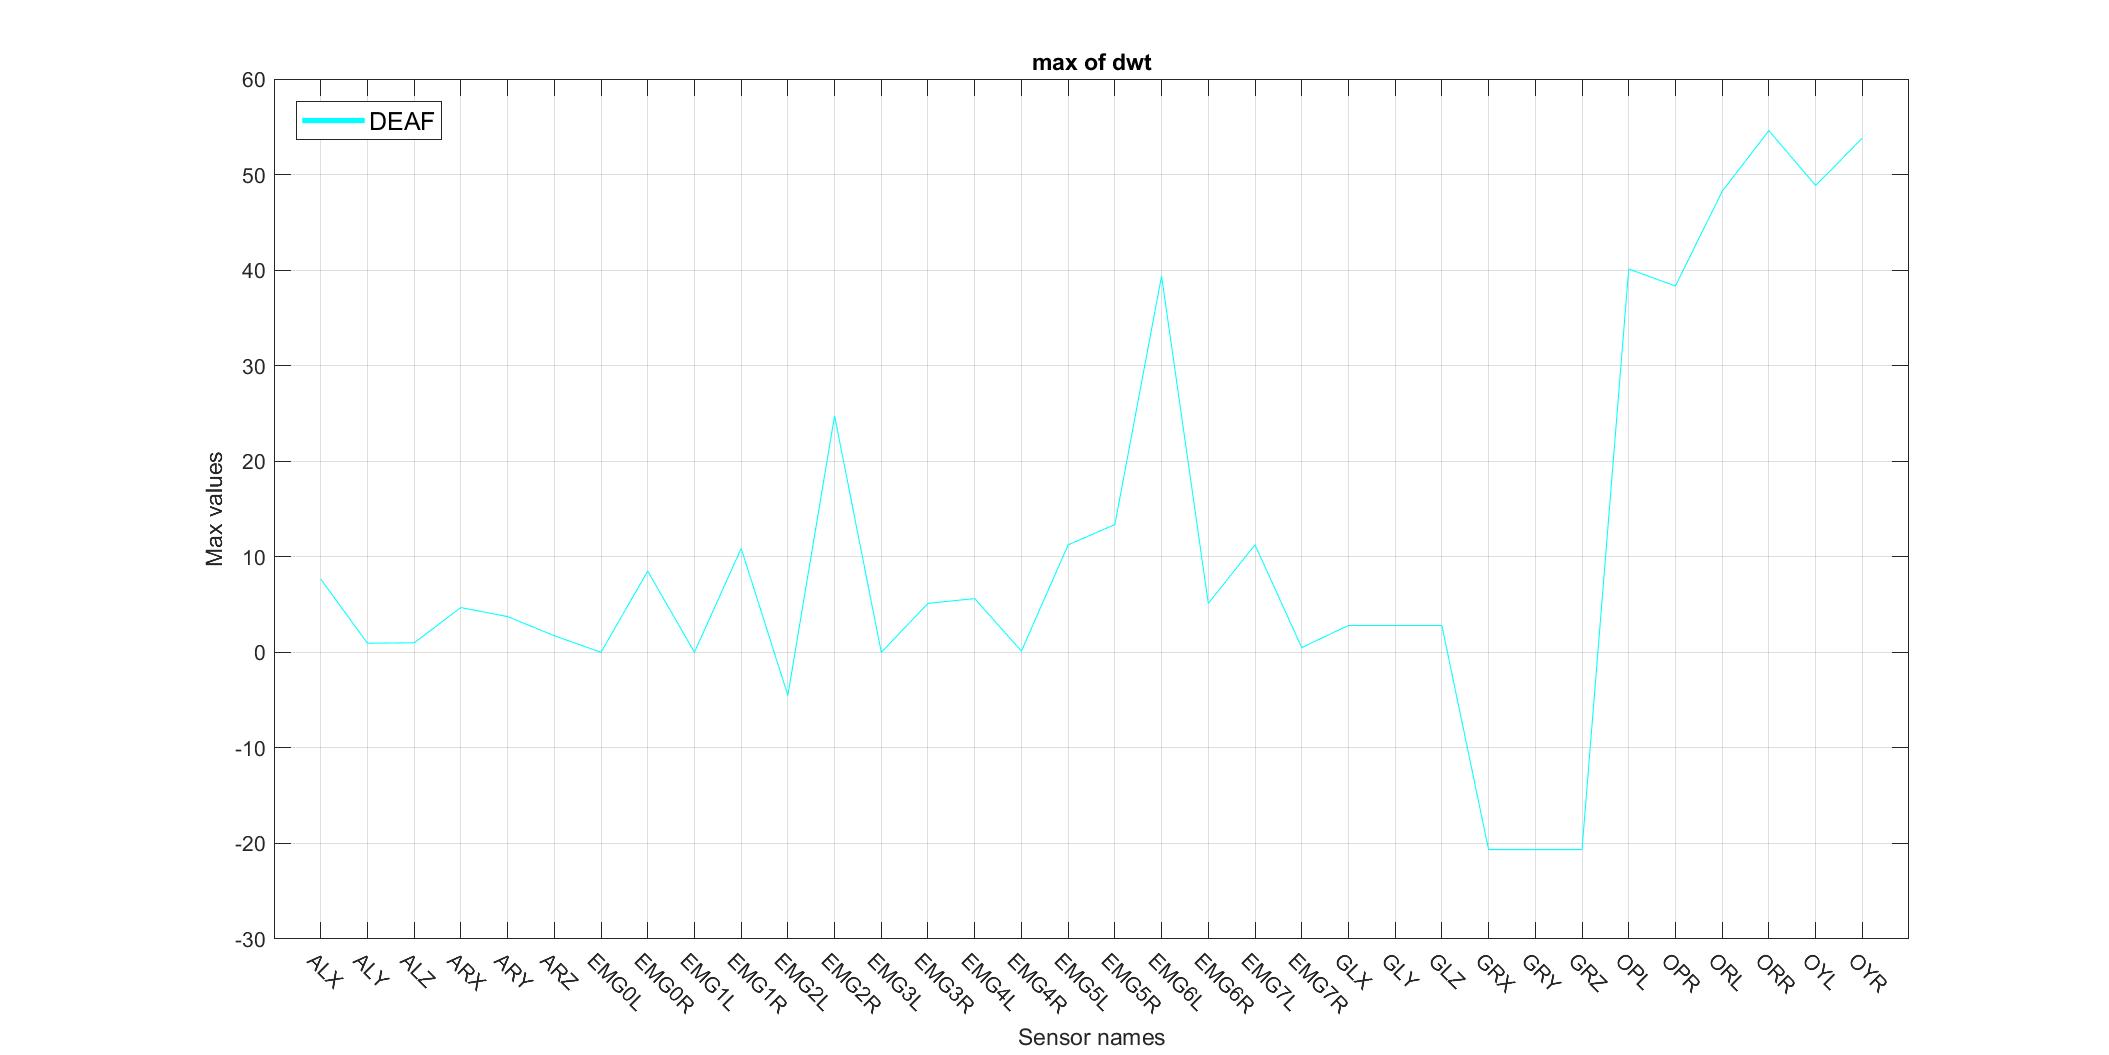 max of dwt
DEAF
60
50
40
30
20
10
0
-10
-20
-30
Max values
ALX
ALY
ALZ
ARX
ARY
ARZ
EMG0L
EMG0R
EMG1L
EMG1R
EMG2L
EMG2R
EMG3L
EMG3R
EMG4L
EMG4R
EMG5L
EMG5R
EMG6L
EMG6R
EMG7L
EMG7R
GLX
GLY
GLZ
GRX
GRY
GRZ
OPL
OPR
ORL
ORR
OYL
OYR
Sensor names